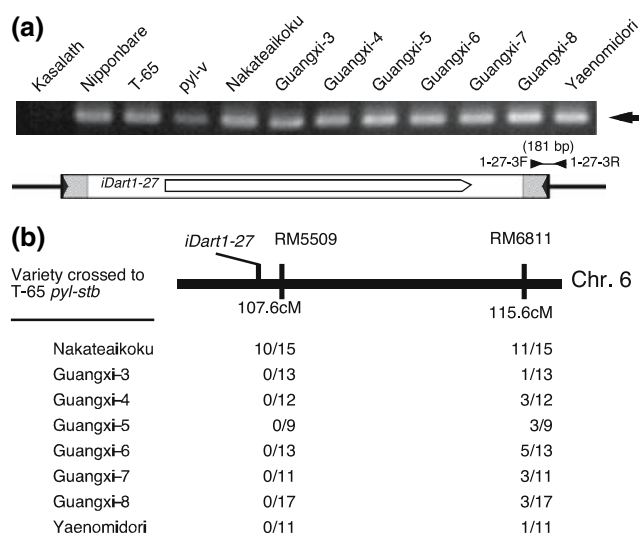 (a)
Kasalath Nipponbare T-65 pyl-v Nakateaikoku Guangxi-3 Guangxi-4 Guangxi-5 Guangxi-6 Guangxi-7 Guangxi-8 Yaenomidori
(181 bp)
1-27-3F 1-27-3R
iDart1-27
(b)
iDart1-27 RM5509 RM6811
Variety crossed to
T-65 pyl-stb
Chr. 6
107.6cM 115.6cM
Nakateaikoku 10/15 11/15
Guangxi-3 0/13 1/13
Guangxi-4 0/12 3/12
Guangxi-5 0/9 3/9
Guangxi-6 0/13 5/13
Guangxi-7 0/11 3/11
Guangxi-8 0/17 3/17
Yaenomidori 0/11 1/11